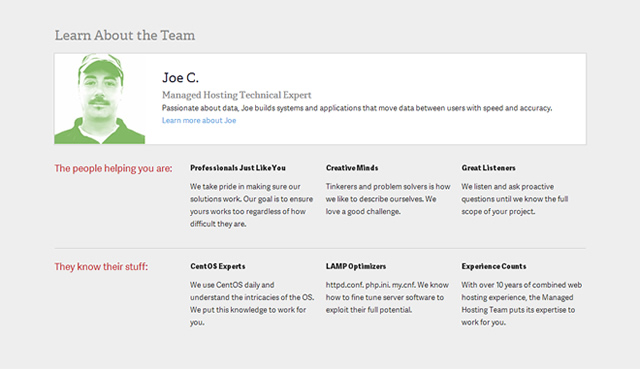 Learn About the Team
Joe C.
Managed Hosting Technical Expert
Passionate about data, Joe builds systems and applications that move data between users with speed and accuracy.
Learn more about Joe
The people helping you are:
Professionals Just Like You
We take pride in making sure our
solutions work. Our goal is to ensure
yours works too regardless of how
difficult they are.
Creative Minds
Tinkerers and problem solvers is how
we like to describe ourselves. We
love a good challenge.
Great Listeners
We listen and ask proactive
questions until we know the full
scope of your project.
They know their stuff:
CentOS Experts
We use CentOS daily and
understand the intricacies of the OS.
We put this knowledge to work for
you.
LAMP Optimizers
httpd.conf. php.ini. my.cnf. We know
how to fine tune server software to
exploit their full potential.
Experience Counts
With over 10 years of combined web
hosting experience, the Managed
Hosting Team puts its expertise to
work for you.